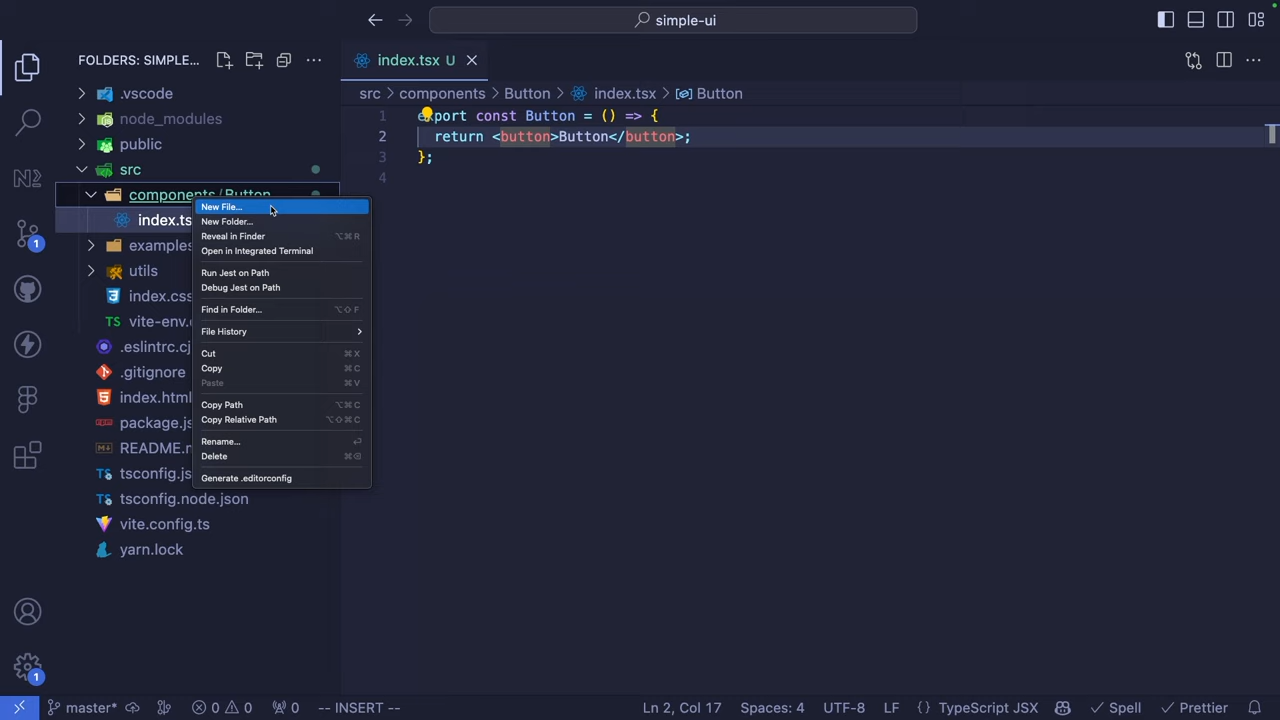 simple-ui
FOLDERS: SIMPLE...
index.tsx U
.vscode
node_modules
public
src
components / Button
index.ts
examples
utils
index.css
vite-env.
.eslintrc.cj
.gitignore
index.html
package.js
README.m
tsconfig.js
tsconfig.node.json
vite.config.ts
yarn.lock
src > components > Button > index.tsx > Button
1 export const Button = () => {
2 return <button>Button</button>;
3 };
4
New File...
New Folder...
Reveal in Finder ⌥⌘R
Open in Integrated Terminal
Run Jest on Path
Debug Jest on Path
Find in Folder... ⌥⇧F
File History >
Cut ⌘X
Copy ⌘C
Paste ⌘V
Copy Path ⌥⌘C
Copy Relative Path ⌥⇧⌘C
Rename... ⏎
Delete ⌘⌫
Generate .editorconfig
1
1
master* 0 0 0 -- INSERT -- Ln 2, Col 17 Spaces: 4 UTF-8 LF {} TypeScript JSX Spell Prettier